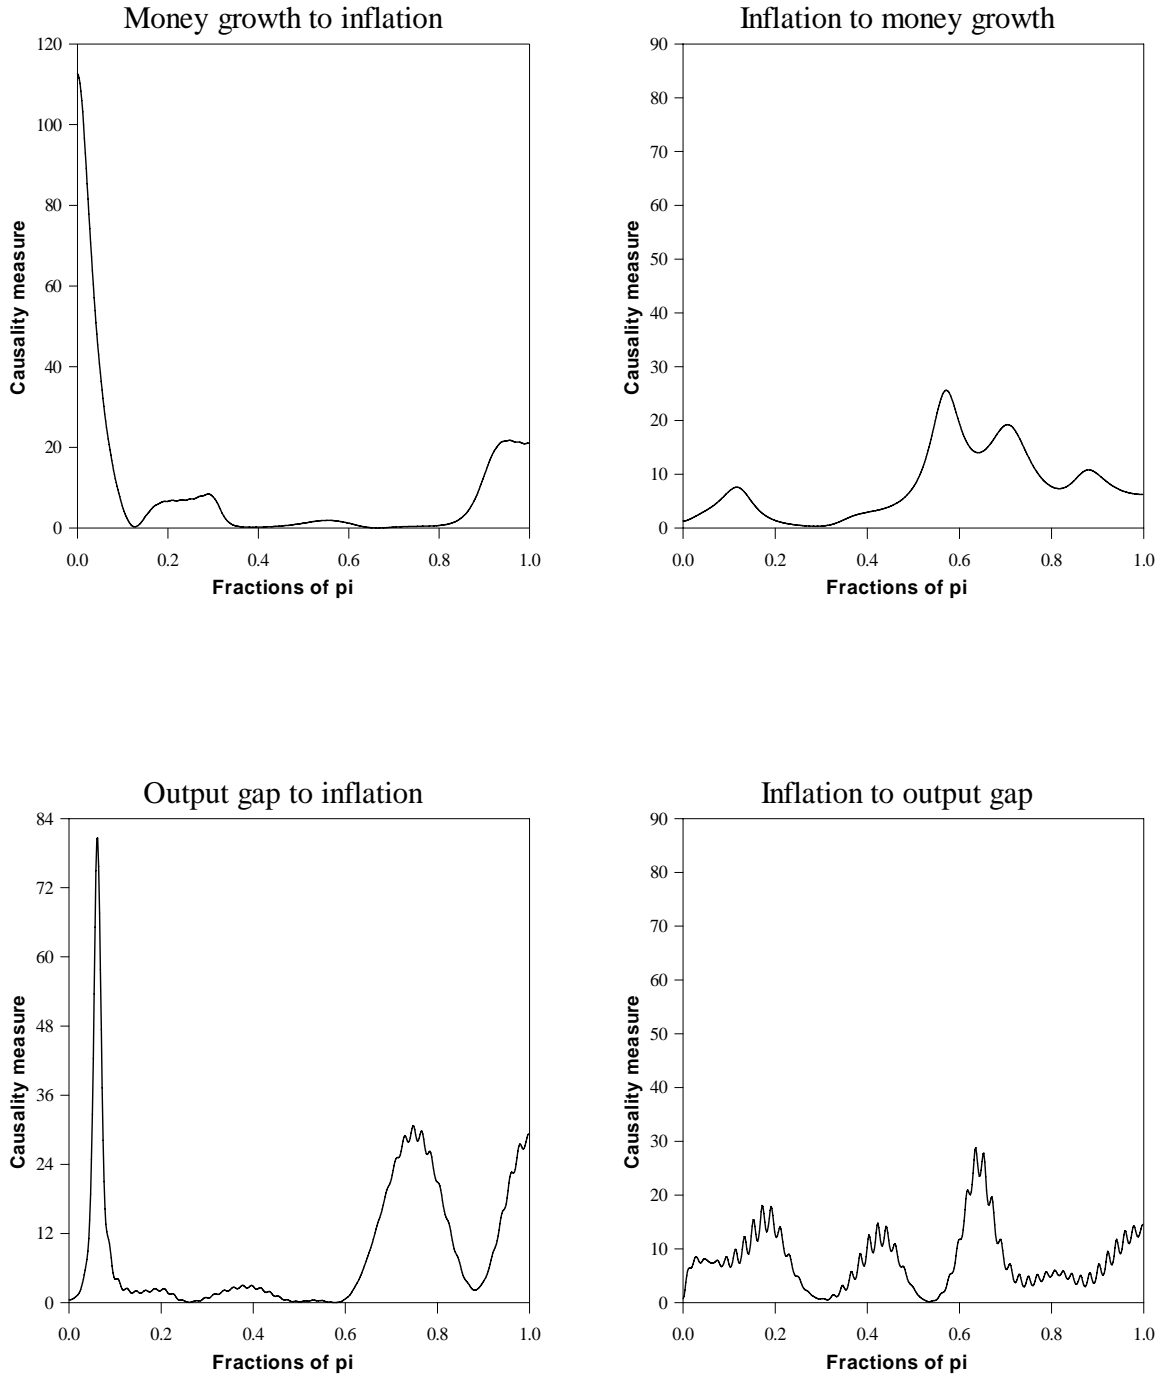 Money growth to inflation
120
100
80
60
40
20
0
Causality measure
0.0 0.2 0.4 0.6 0.8 1.0
Fractions of pi
Inflation to money growth
90
80
70
60
50
40
30
20
10
0
Causality measure
0.0 0.2 0.4 0.6 0.8 1.0
Fractions of pi
Output gap to inflation
84
72
60
48
36
24
12
0
Causality measure
0.0 0.2 0.4 0.6 0.8 1.0
Fractions of pi
Inflation to output gap
90
80
70
60
50
40
30
20
10
0
Causality measure
0.0 0.2 0.4 0.6 0.8 1.0
Fractions of pi